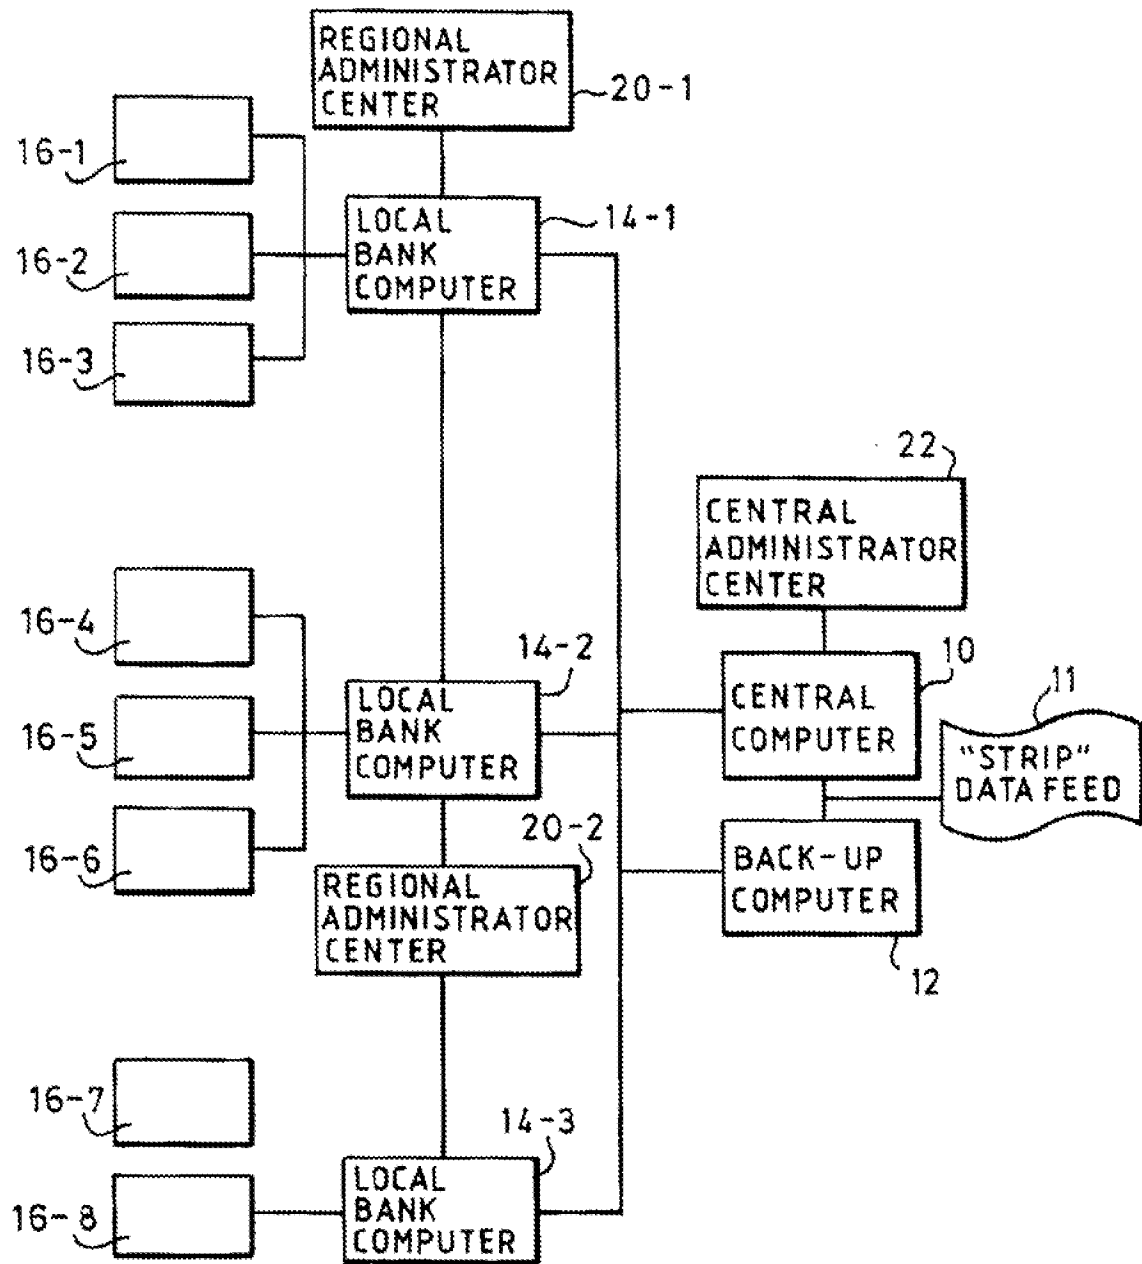 REGIONAL
ADMINISTRATOR
CENTER
20-1
16-1
LOCAL
BANK
COMPUTER
14-1
16-2
16-3
22
CENTRAL
ADMINISTRATOR
CENTER
16-4
14-2
10
LOCAL
BANK
COMPUTER
CENTRAL
COMPUTER
11
"STRIP"
DATA FEED
16-5
20-2
16-6
REGIONAL
ADMINISTRATOR
CENTER
BACK-UP
COMPUTER
12
16-7
14-3
LOCAL
BANK
COMPUTER
16-8